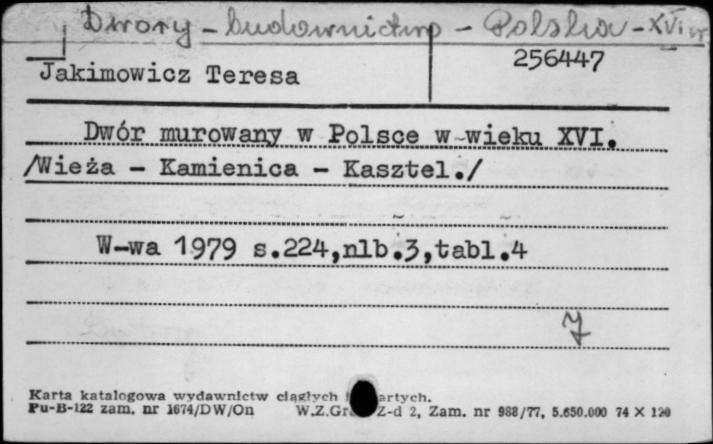 Dwory - budownictwo - Polska - XVI w
256447
Jakimowicz Teresa
Dwór murowany w Polsce w wieku XVI.
/Wieża - Kamienica - Kasztel./
W-wa 1979 s.224,nlb.3,tabl.4
Karta katalogowa wydawnictw ciągłych artych.
Pu-B-122 zam. nr 1674/DW/On W.Z.Gra Z-d 2, Zam. nr 988/77, 5.650.000 74 X 120